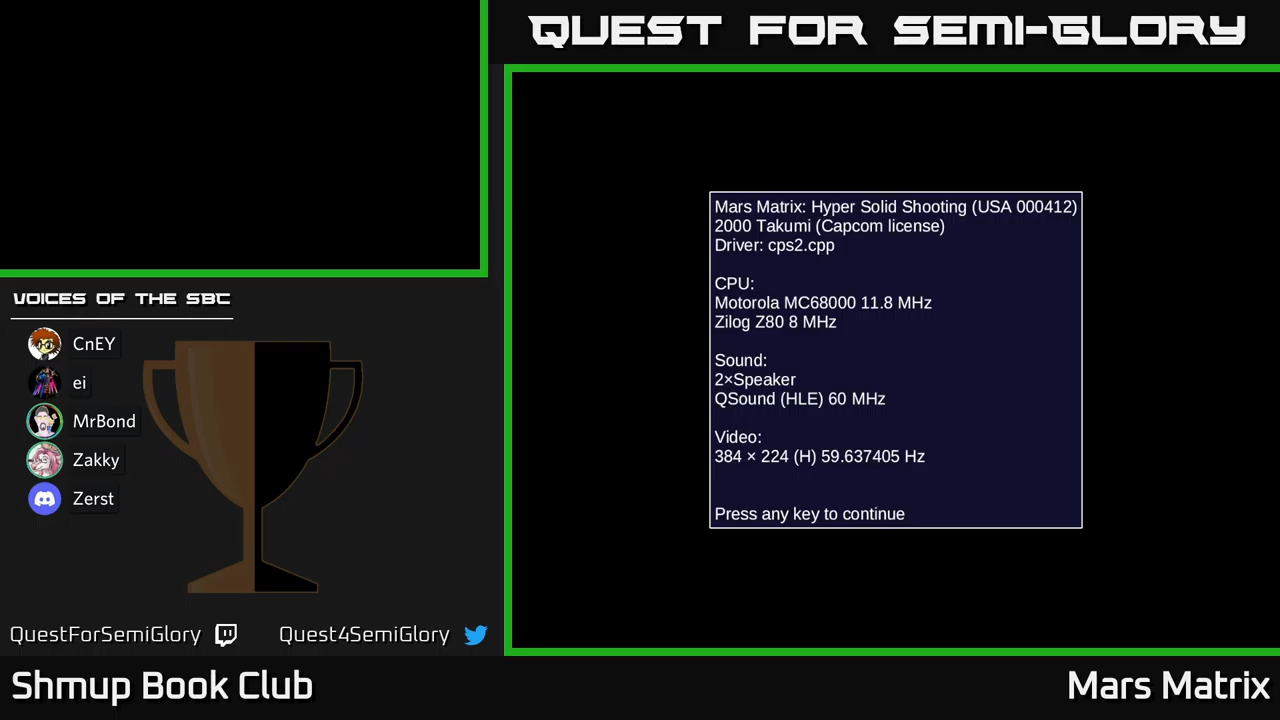 QUEST FOR SEMI-GLORY
Mars Matrix: Hyper Solid Shooting (USA 000412)
2000 Takumi (Capcom license)
Driver: cps2.cpp
CPU:
Motorola MC68000 11.8 MHz
Zilog Z80 8 MHz
Sound:
2×Speaker
QSound (HLE) 60 MHz
Video:
384 × 224 (H) 59.637405 Hz
Press any key to continue
VOICES OF THE SBC
CnEY
ei
MrBond
Zakky
Zerst
QuestForSemiGlory
Quest4SemiGlory
Shmup Book Club
Mars Matrix